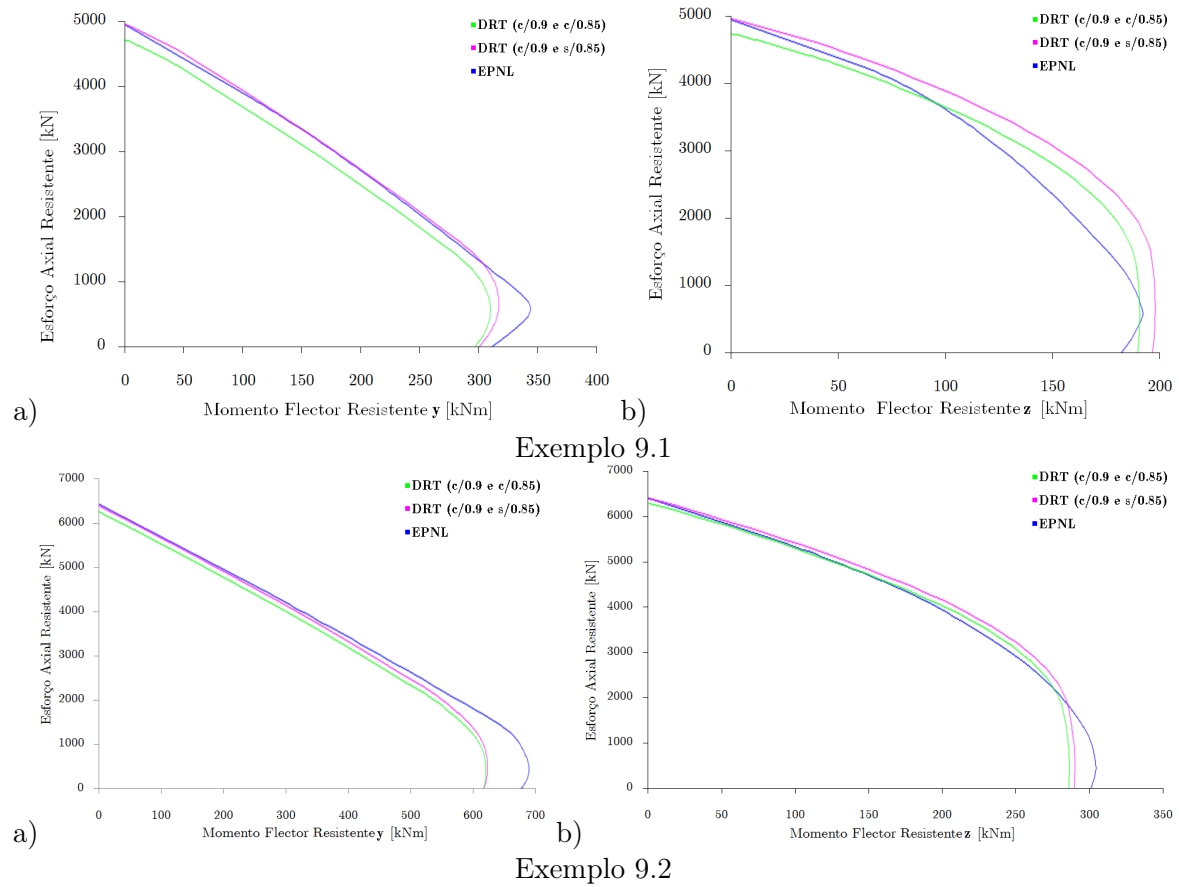 DRT (c/0.9 e c/0.85)
DRT (c/0.9 e s/0.85)
EPNL
Esforço Axial Resistente [kN]
5000
4000
3000
2000
1000
0
0 50 100 150 200 250 300 350 400
a) Momento Flector Resistente y [kNm]
DRT (c/0.9 e c/0.85)
DRT (c/0.9 e s/0.85)
EPNL
Esforço Axial Resistente [kN]
5000
4000
3000
2000
1000
0
0 50 100 150 200
b) Momento Flector Resistente z [kNm]
Exemplo 9.1
DRT (c/0.9 e c/0.85)
DRT (c/0.9 e s/0.85)
EPNL
Esforço Axial Resistente [kN]
7000
6000
5000
4000
3000
2000
1000
0
0 100 200 300 400 500 600 700
a) Momento Flector Resistente y [kNm]
DRT (c/0.9 e c/0.85)
DRT (c/0.9 e s/0.85)
EPNL
Esforço Axial Resistente [kN]
7000
6000
5000
4000
3000
2000
1000
0
0 50 100 150 200 250 300 350
b) Momento Flector Resistente z [kNm]
Exemplo 9.2